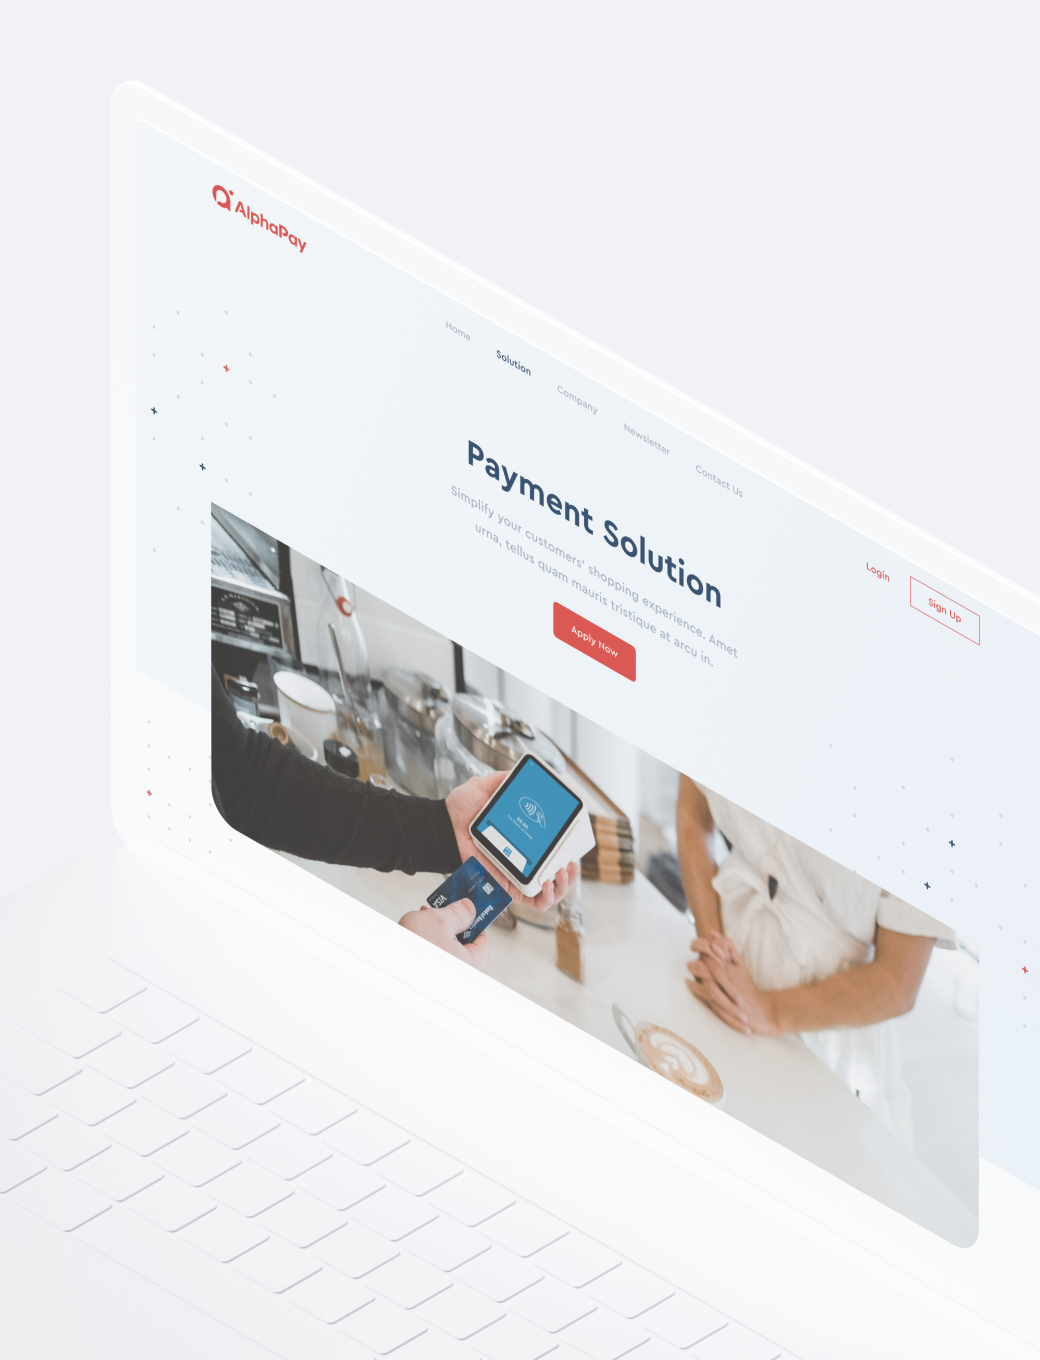 AlphaPay
Home
Solution
Company
Newsletter
Contact Us
Login
Sign Up
Payment Solution
Simplify your customers' shopping experience. Amet
urna, tellus quam mauris tristique at arcu in.
Apply Now
VISA